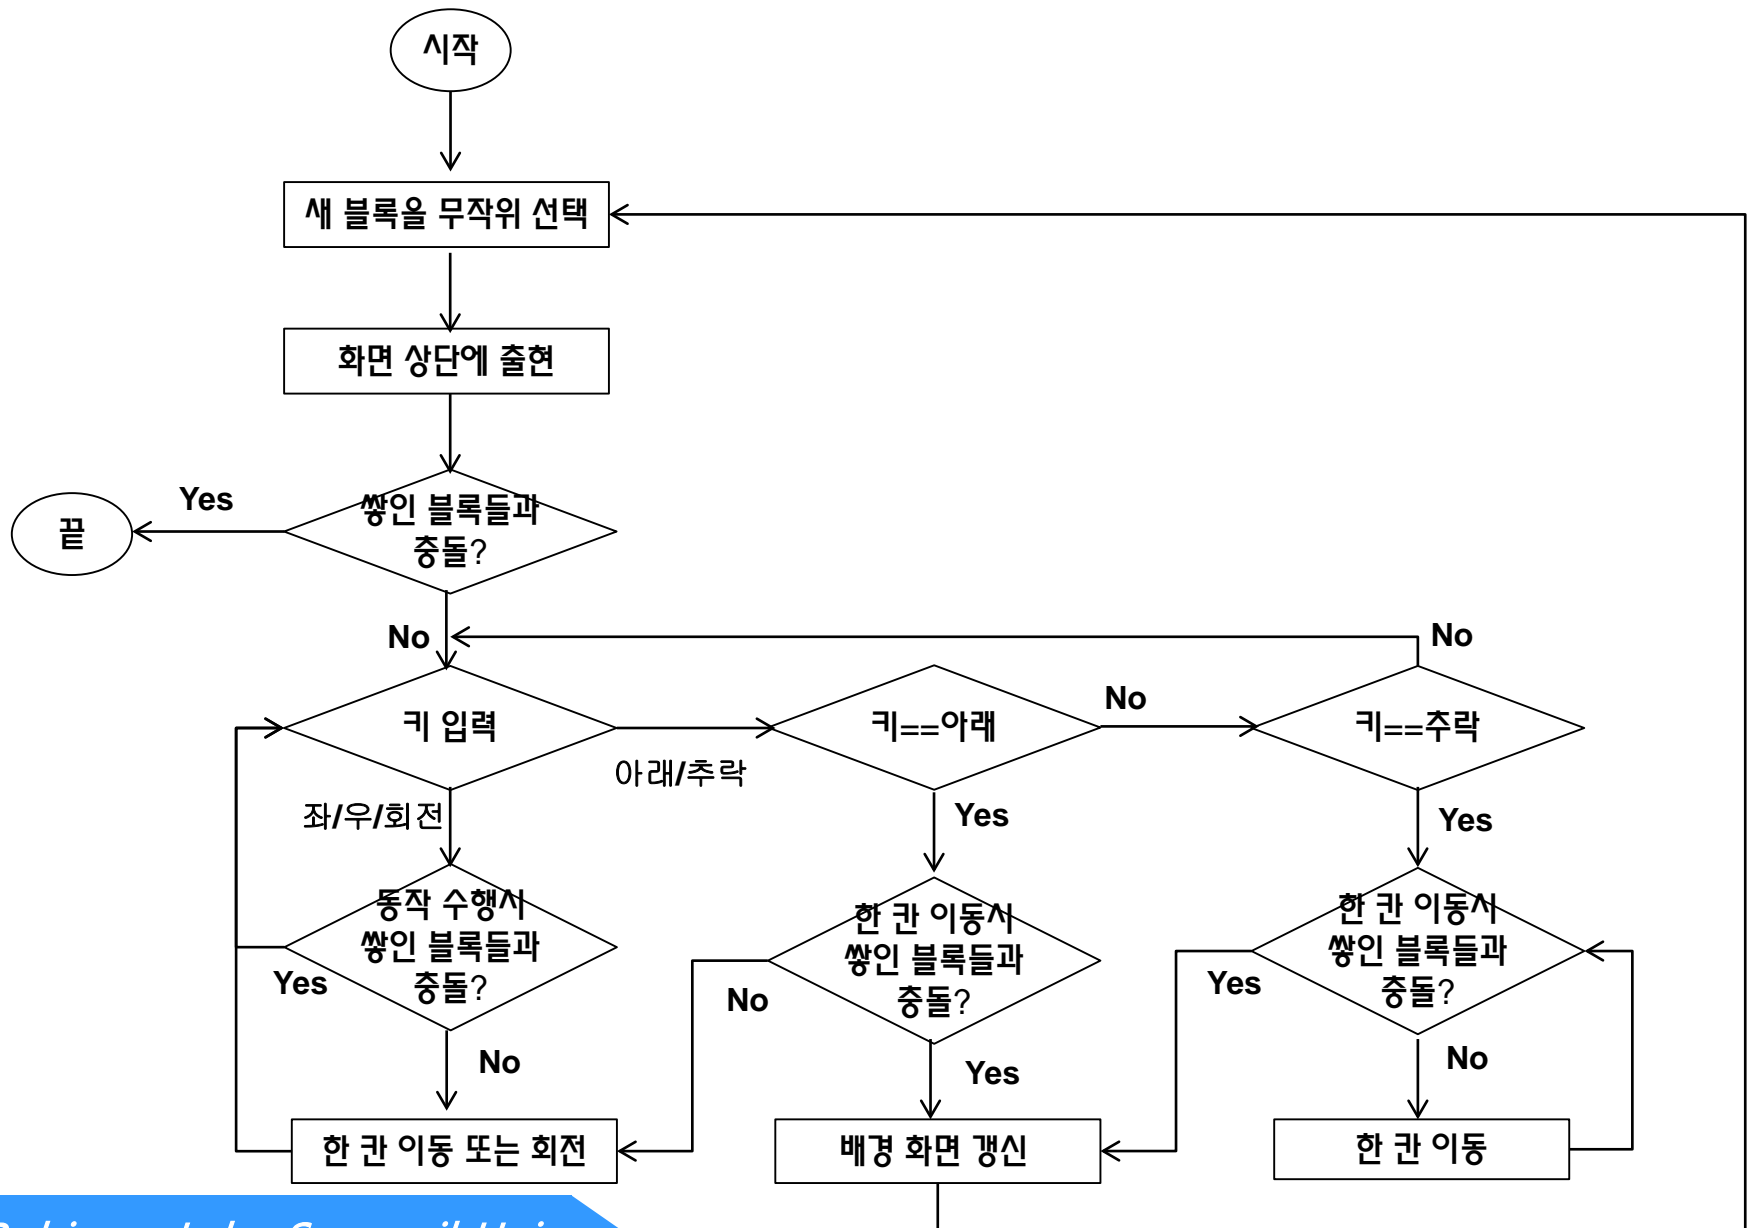 시작
새 블록을 무작위 선택
화면 상단에 출현
쌓인 블록들과
충돌?
Yes
끝
No
No
키 입력
아래/추락
키==아래
No
키==추락
좌/우/회전
Yes
Yes
동작 수행시
쌓인 블록들과
충돌?
Yes
No
한 칸 이동시
쌓인 블록들과
충돌?
No
Yes
한 칸 이동시
쌓인 블록들과
충돌?
Yes
No
한 칸 이동 또는 회전
배경 화면 갱신
한 칸 이동